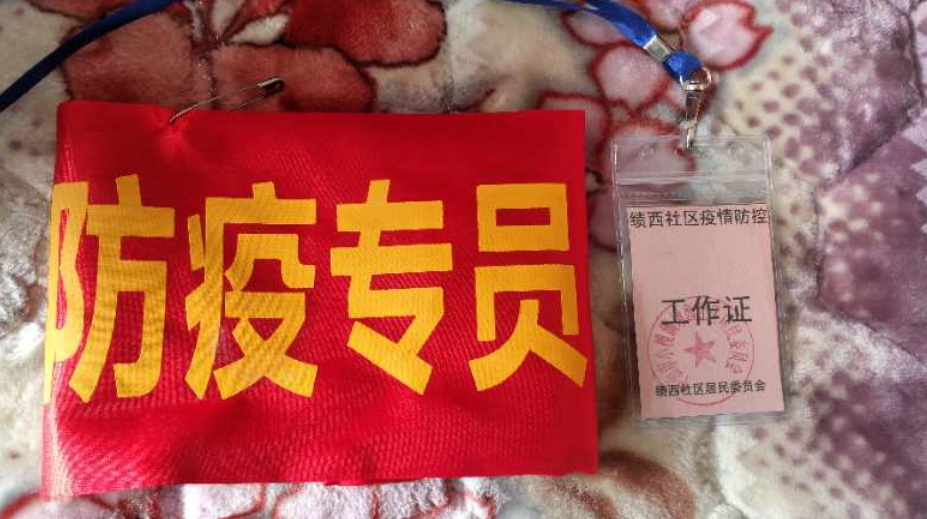 防疫专员
绩西社区疫情防控
工作证
绩西社区居民委员会